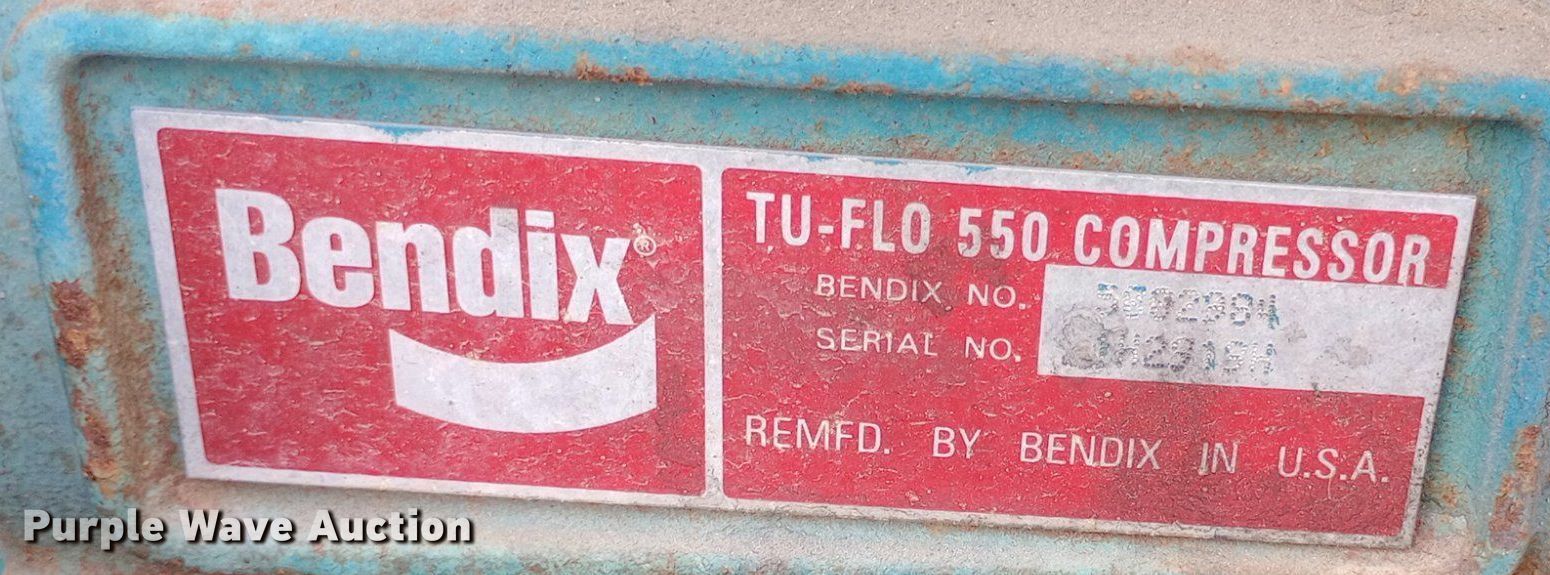 Bendix®
TU-FLO 550 COMPRESSOR
BENDIX NO.
SERIAL NO.
REMFD. BY BENDIX IN U.S.A.
Purple Wave Auction